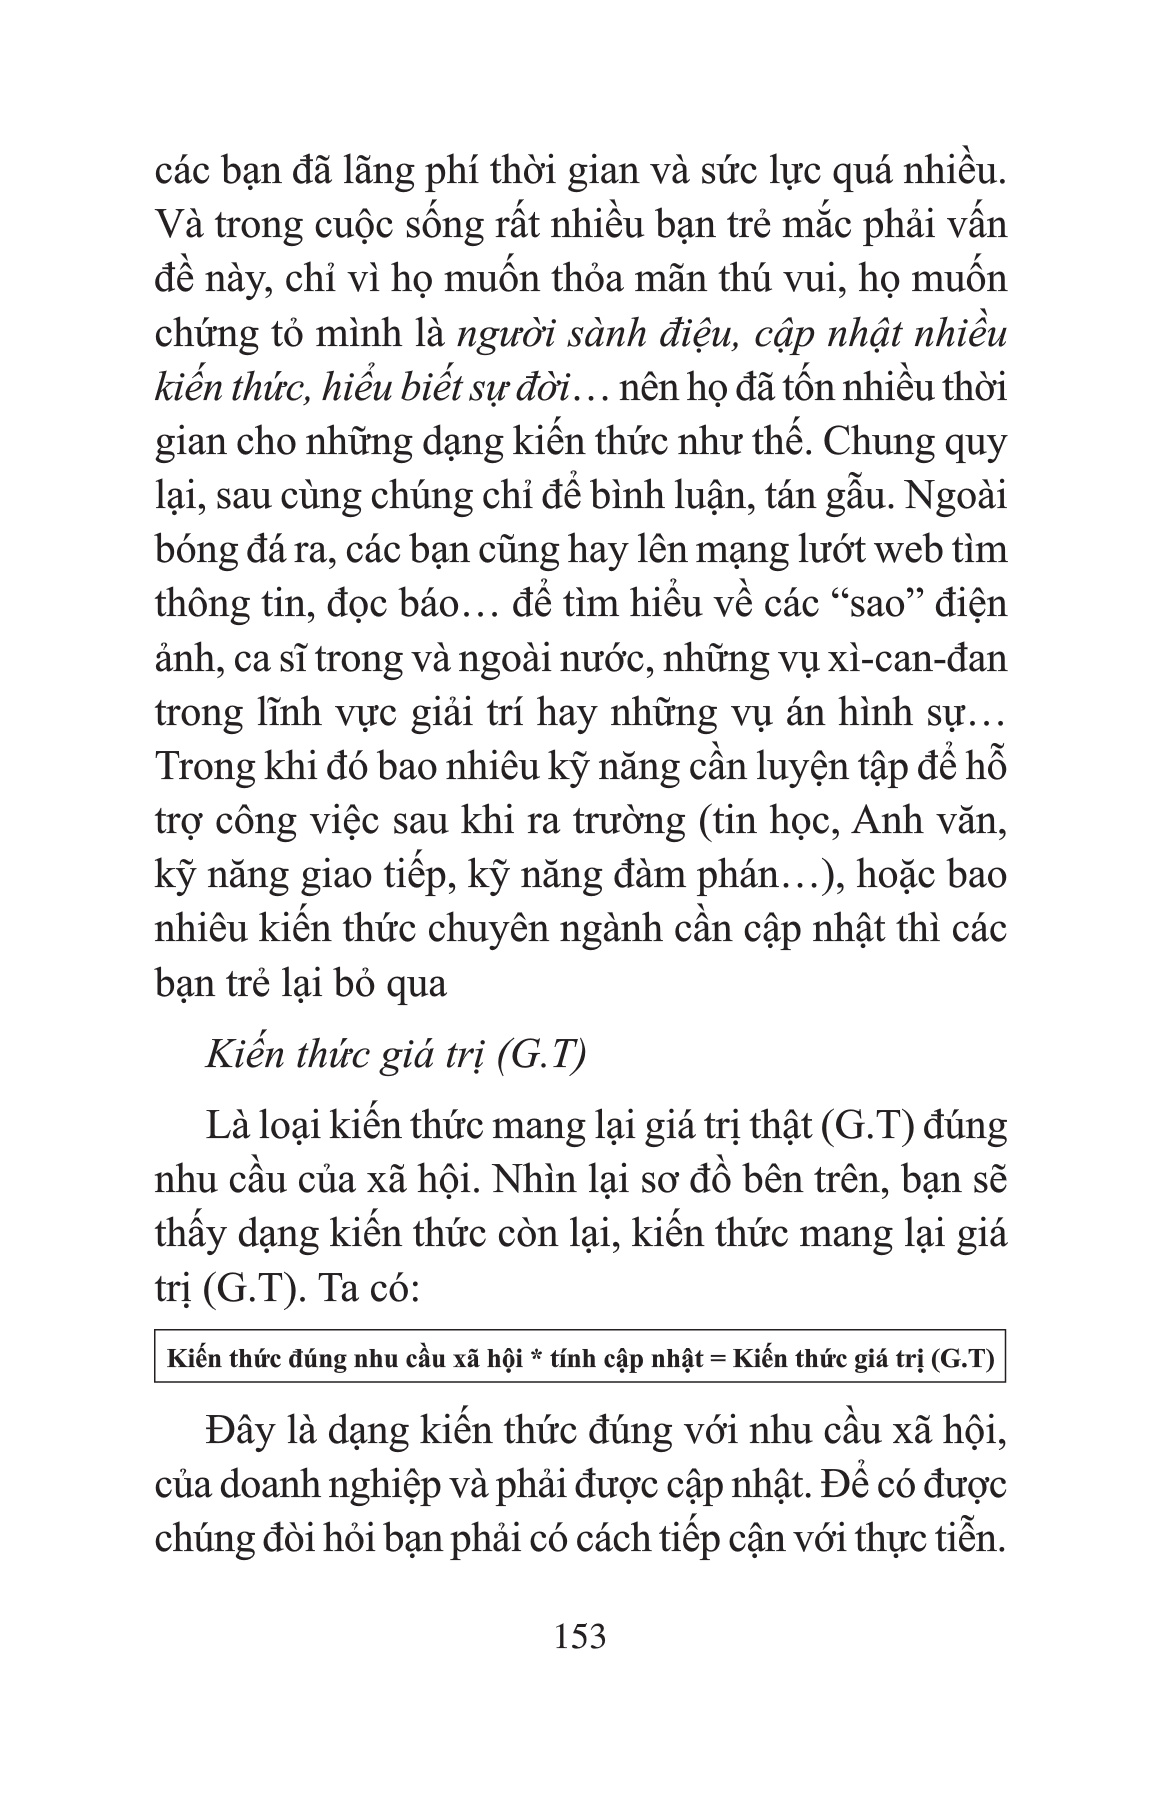 các bạn đã lãng phí thời gian và sức lực quá nhiều.
Và trong cuộc sống rất nhiều bạn trẻ mắc phải vấn
đề này, chỉ vì họ muốn thỏa mãn thú vui, họ muốn
chứng tỏ mình là người sành điệu, cập nhật nhiều
kiến thức, hiểu biết sự đời… nên họ đã tốn nhiều thời
gian cho những dạng kiến thức như thế. Chung quy
lại, sau cùng chúng chỉ để bình luận, tán gẫu. Ngoài
bóng đá ra, các bạn cũng hay lên mạng lướt web tìm
thông tin, đọc báo… để tìm hiểu về các “sao” điện
ảnh, ca sĩ trong và ngoài nước, những vụ xì-can-đan
trong lĩnh vực giải trí hay những vụ án hình sự…
Trong khi đó bao nhiêu kỹ năng cần luyện tập để hỗ
trợ công việc sau khi ra trường (tin học, Anh văn,
kỹ năng giao tiếp, kỹ năng đàm phán…), hoặc bao
nhiêu kiến thức chuyên ngành cần cập nhật thì các
bạn trẻ lại bỏ qua
Kiến thức giá trị (G.T)
Là loại kiến thức mang lại giá trị thật (G.T) đúng
nhu cầu của xã hội. Nhìn lại sơ đồ bên trên, bạn sẽ
thấy dạng kiến thức còn lại, kiến thức mang lại giá
trị (G.T). Ta có:
Kiến thức đúng nhu cầu xã hội * tính cập nhật = Kiến thức giá trị (G.T)
Đây là dạng kiến thức đúng với nhu cầu xã hội,
của doanh nghiệp và phải được cập nhật. Để có được
chúng đòi hỏi bạn phải có cách tiếp cận với thực tiễn.
153